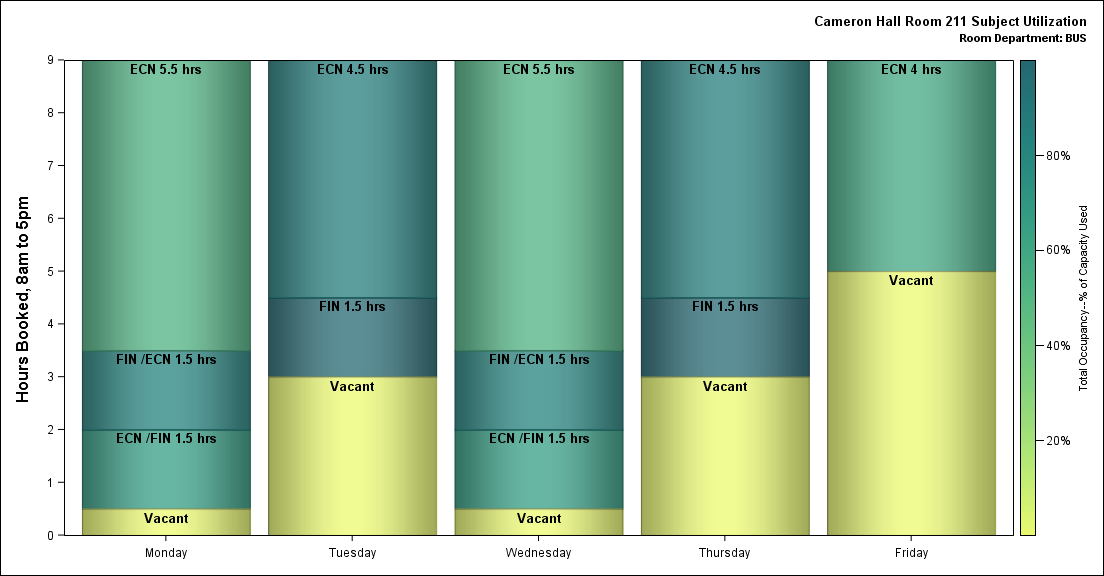 Cameron Hall Room 211 Subject Utilization
Room Department: BUS
Hours Booked, 8am to 5pm
9
8
7
6
5
4
3
2
1
0
ECN 5.5 hrs
FIN /ECN 1.5 hrs
ECN /FIN 1.5 hrs
Vacant
ECN 4.5 hrs
FIN 1.5 hrs
Vacant
ECN 5.5 hrs
FIN /ECN 1.5 hrs
ECN /FIN 1.5 hrs
Vacant
ECN 4.5 hrs
FIN 1.5 hrs
Vacant
ECN 4 hrs
Vacant
Monday
Tuesday
Wednesday
Thursday
Friday
80%
60%
40%
20%
Total Occupancy--% of Capacity Used